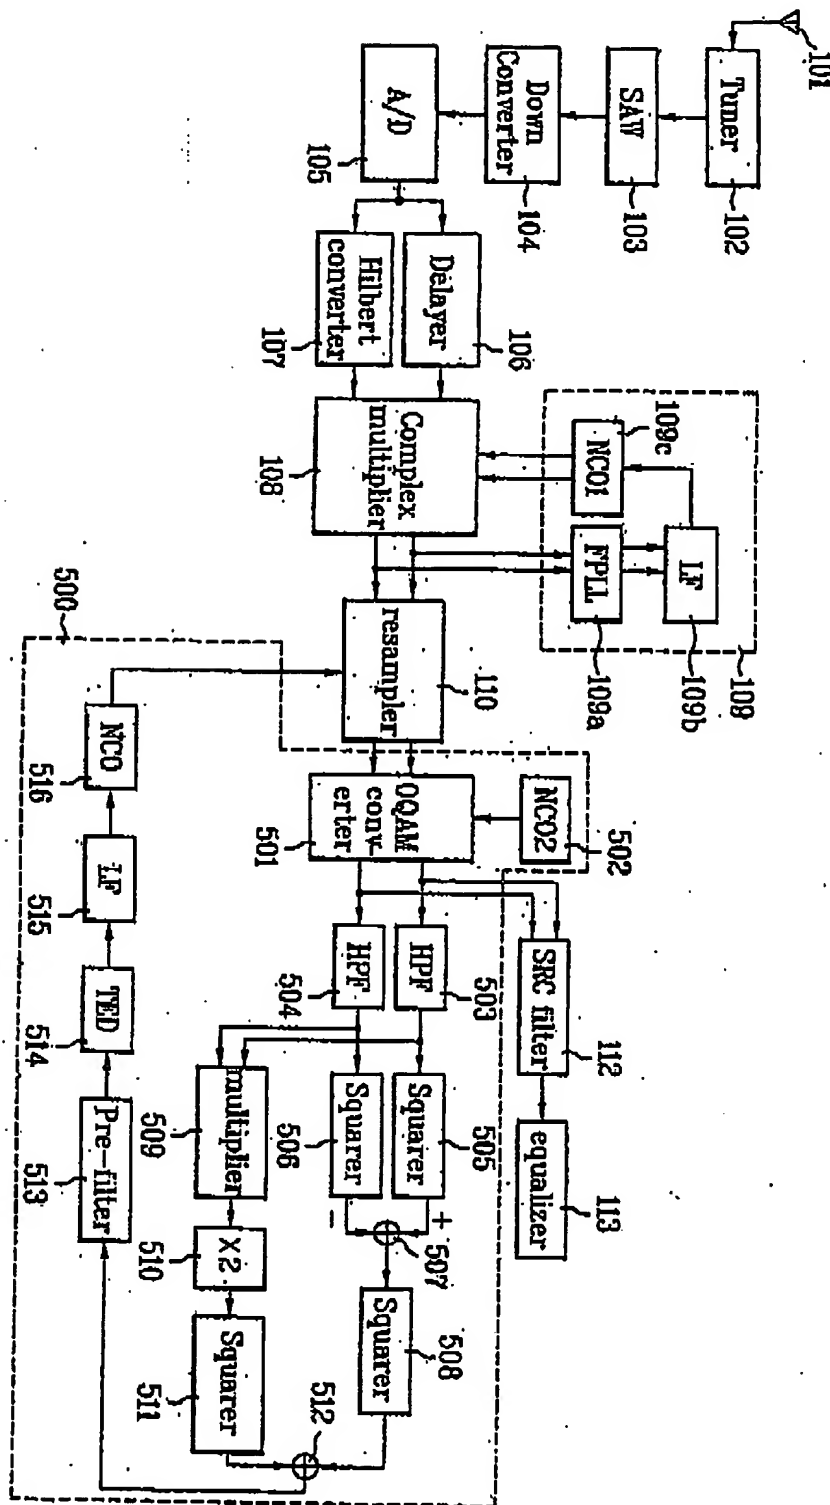 101
Tuner
102
SAW
103
Down
Converter
104
A/D
105
Delayer
106
Hilbert
converter
107
Complex
multiplier
108
109c
NCO1
FPLL
109a
LF
109b
109
resampler
110
500
NCO2
502
OQAM
conv-
erter
501
HPF
503
HPF
504
SRC filter
112
equalizer
113
Squarer
505
Squarer
506
+
-
507
Squarer
508
multiplier
509
X2
510
Squarer
511
512
Pre-filter
513
TED
514
LF
515
NCO
516